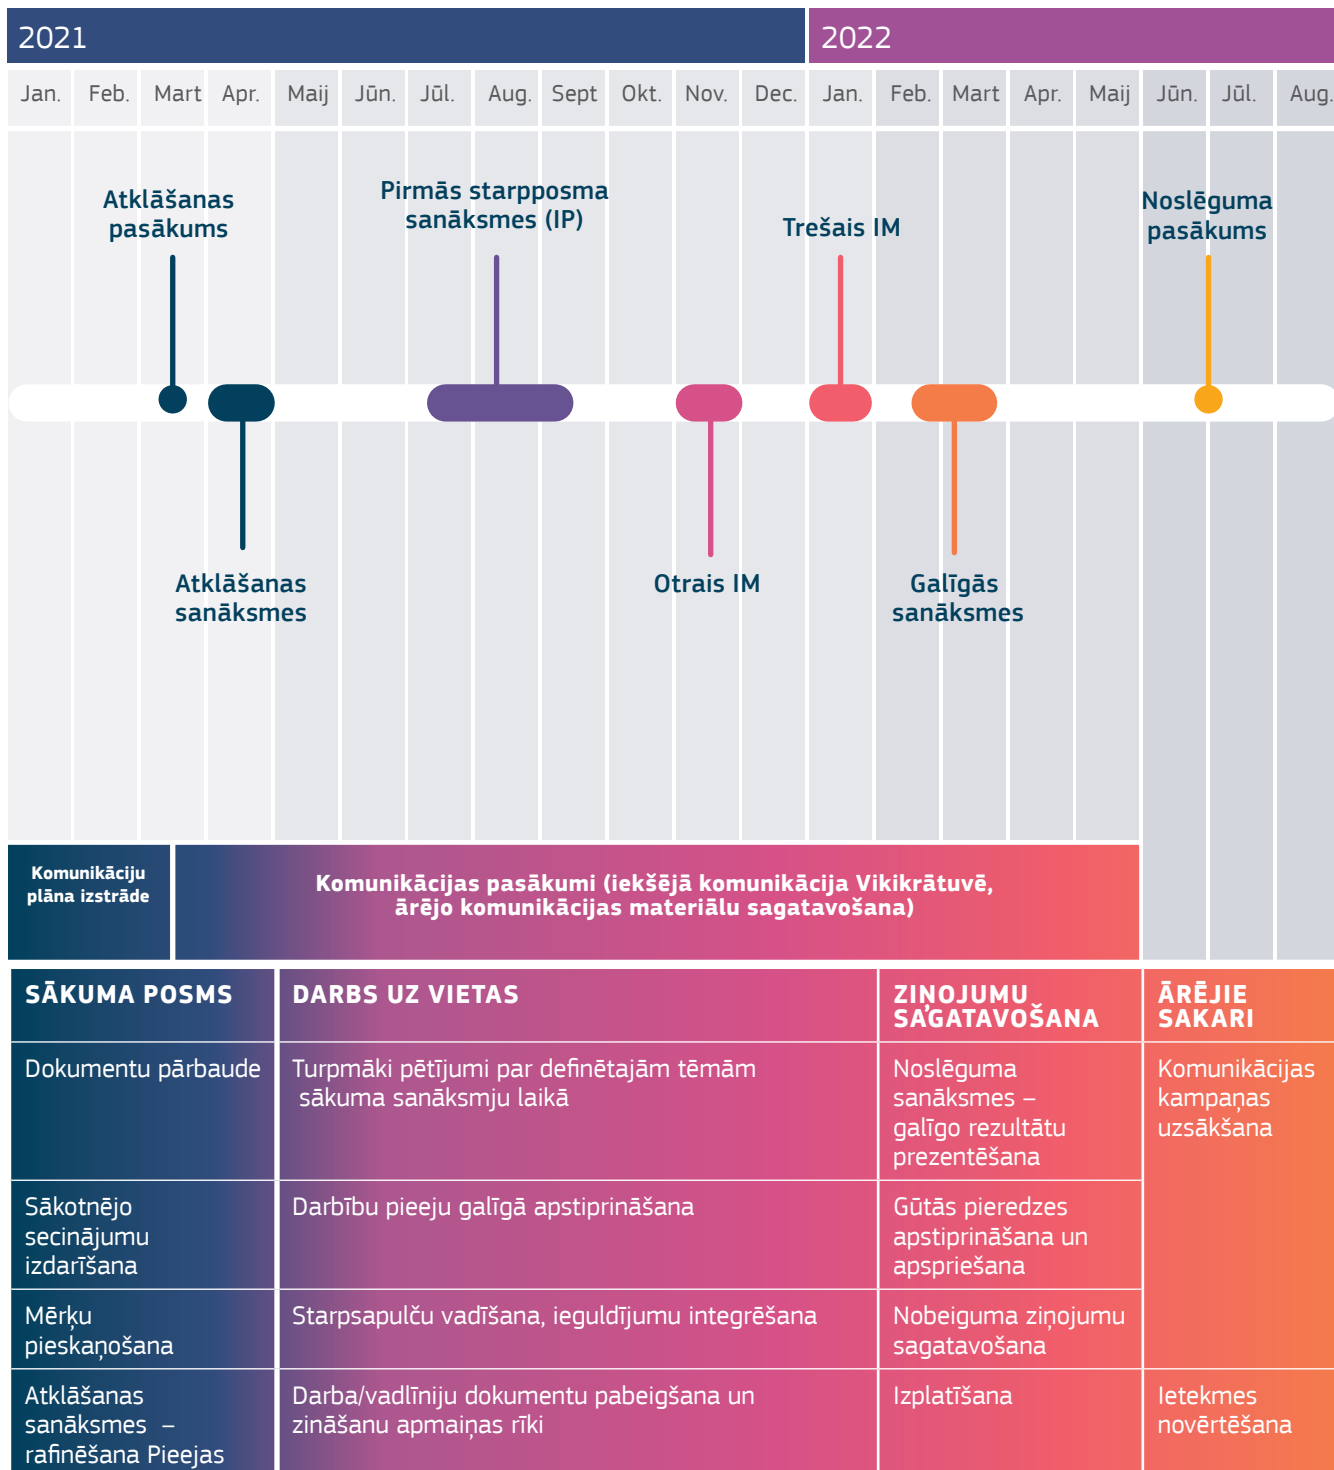 2021
2022
Jan. Feb. Mart Apr. Maij Jūn. Jūl. Aug. Sept Okt. Nov. Dec. Jan. Feb. Mart Apr. Maij Jūn. Jūl. Aug.
Atklāšanas
pasākums
Pirmās starpposma
sanāksmes (IP)
Trešais IM
Noslēguma
pasākums
Atklāšanas
sanāksmes
Otrais IM
Galīgās
sanāksmes
Komunikāciju
plāna izstrāde
Komunikācijas pasākumi (iekšējā komunikācija Vikikrātuvē,
ārējo komunikācijas materiālu sagatavošana)
SĀKUMA POSMS
DARBS UZ VIETAS
ZIŅOJUMU
SAGATAVOŠANA
ĀRĒJIE
SAKARI
Dokumentu pārbaude
Turpmāki pētījumi par definētajām tēmām
sākuma sanāksmju laikā
Noslēguma
sanāksmes –
galīgo rezultātu
prezentēšana
Komunikācijas
kampaņas
uzsākšana
Sākotnējo
secinājumu
izdarīšana
Darbību pieeju galīgā apstiprināšana
Gūtās pieredzes
apstiprināšana un
apspriešana
Mērķu
pieskaņošana
Starpsapulču vadīšana, ieguldījumu integrēšana
Nobeiguma ziņojumu
sagatavošana
Atklāšanas
sanāksmes –
rafinēšana Pieejas
Darba/vadlīniju dokumentu pabeigšana un
zināšanu apmaiņas rīki
Izplatīšana
Ietekmes
novērtēšana